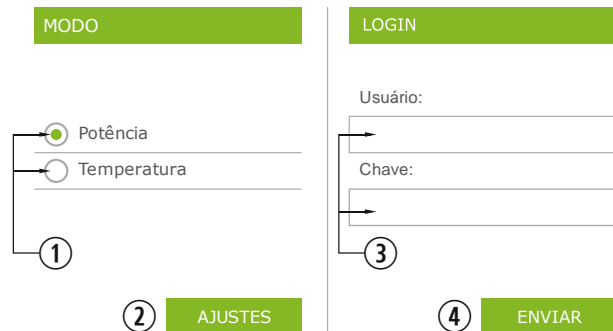 MODO
Potência
Temperatura
1
2
AJUSTES
LOGIN
Usuário:
Chave:
3
4
ENVIAR